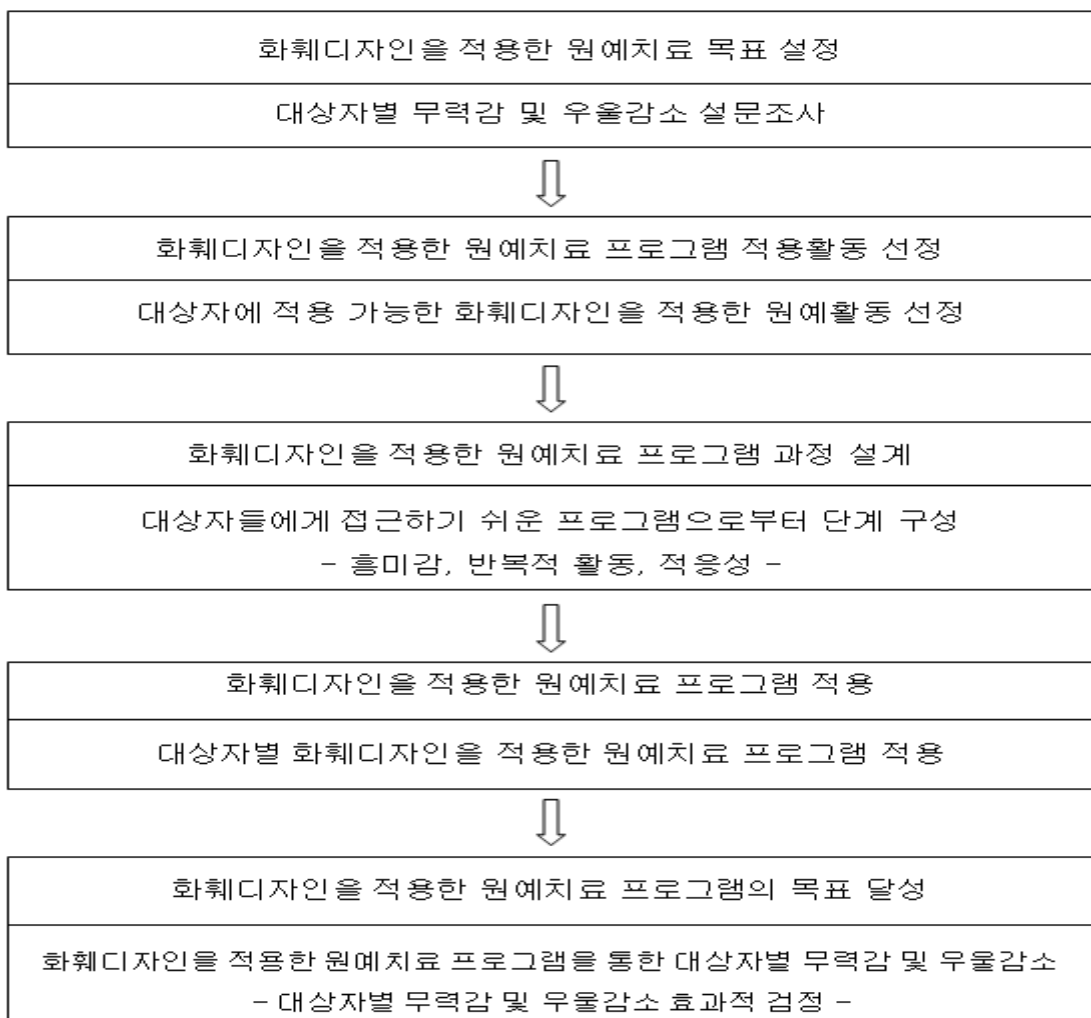 화훼디자인을 적용한 원예치료 목표 설정
대상자별 무력감 및 우울감소 설문조사
화훼디자인을 적용한 원예치료 프로그램 적용활동 선정
대상자에 적용 가능한 화훼디자인을 적용한 원예활동 선정
화훼디자인을 적용한 원예치료 프로그램 과정 설계
대상자들에게 접근하기 쉬운 프로그램으로부터 단계 구성
– 흥미감, 반복적 활동, 적응성 –
화훼디자인을 적용한 원예치료 프로그램 적용
대상자별 화훼디자인을 적용한 원예치료 프로그램 적용
화훼디자인을 적용한 원예치료 프로그램의 목표 달성
화훼디자인을 적용한 원예치료 프로그램을 통한 대상자별 무력감 및 우울감소
– 대상자별 무력감 및 우울감소 효과적 검정 –